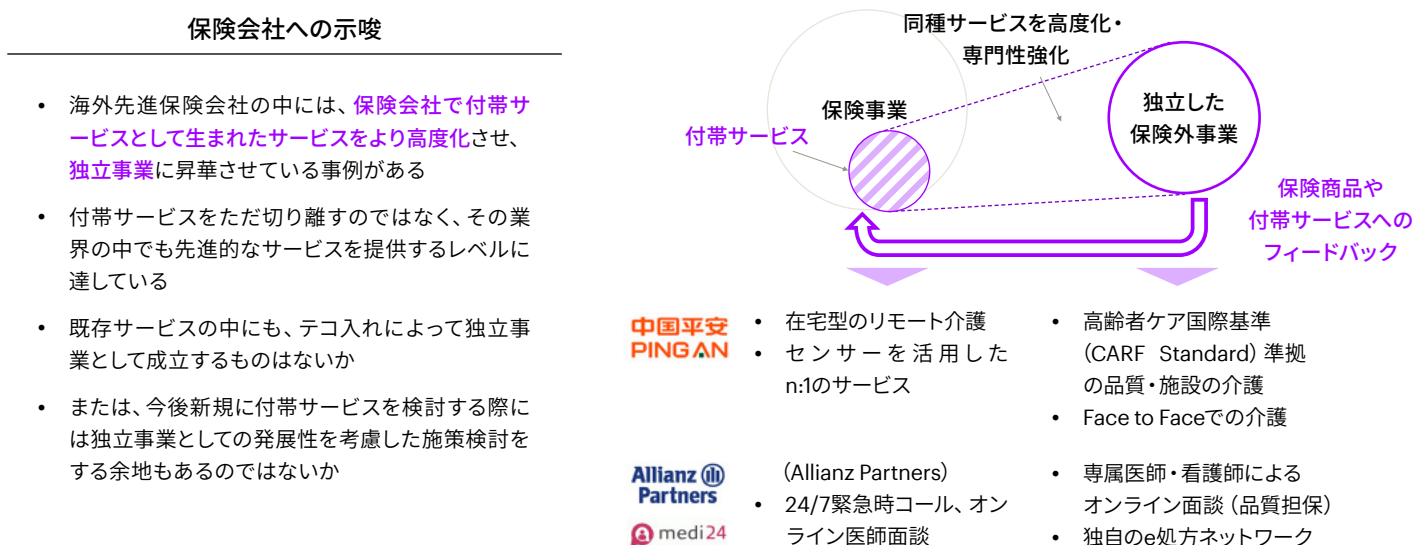 保険会社への示唆
• 海外先進保険会社の中には、保険会社で付帯サ
ービスとして生まれたサービスをより高度化させ、
独立事業に昇華させている事例がある
• 付帯サービスをただ切り離すのではなく、その業
界の中でも先進的なサービスを提供するレベルに
達している
• 既存サービスの中にも、テコ入れによって独立事
業として成立するものはないか
• または、今後新規に付帯サービスを検討する際に
は独立事業としての発展性を考慮した施策検討を
する余地もあるのではないか
同種サービスを高度化・
専門性強化
保険事業
付帯サービス
独立した
保険外事業
保険商品や
付帯サービスへの
フィードバック
中国平安
PING AN
• 在宅型のリモート介護
• センサーを活用した
n:1のサービス
• 高齢者ケア国際基準
（CARF Standard）準拠
の品質・施設の介護
• Face to Faceでの介護
Allianz
Partners
medi24
（Allianz Partners）
• 24/7緊急時コール、オン
ライン医師面談
• 専属医師・看護師による
オンライン面談（品質担保）
• 独自のe処方ネットワーク